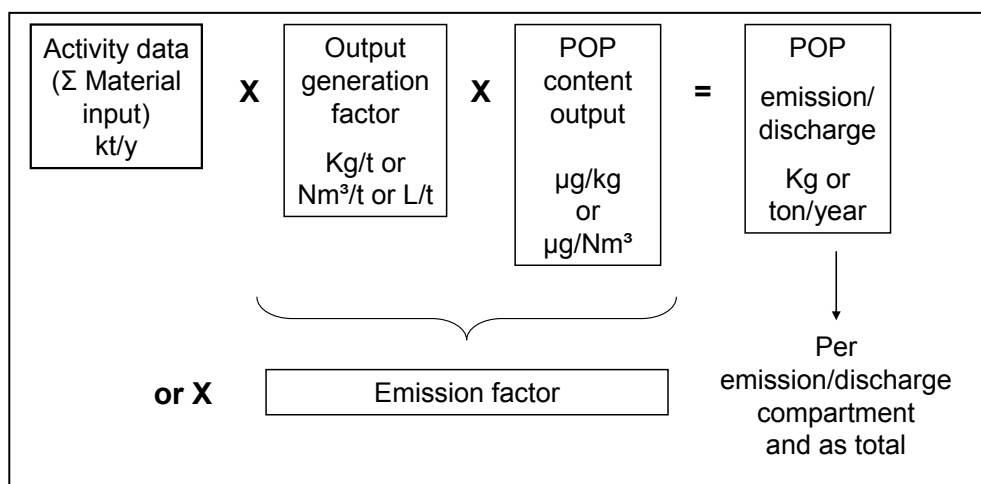 Activity data
(Σ Material
input)
kt/y
X
Output
generation
factor
Kg/t or
Nm³/t or L/t
X
POP
content
output
µg/kg
or
µg/Nm³
=
POP
emission/
discharge
Kg or
ton/year
or X
Emission factor
Per
emission/discharge
compartment
and as total